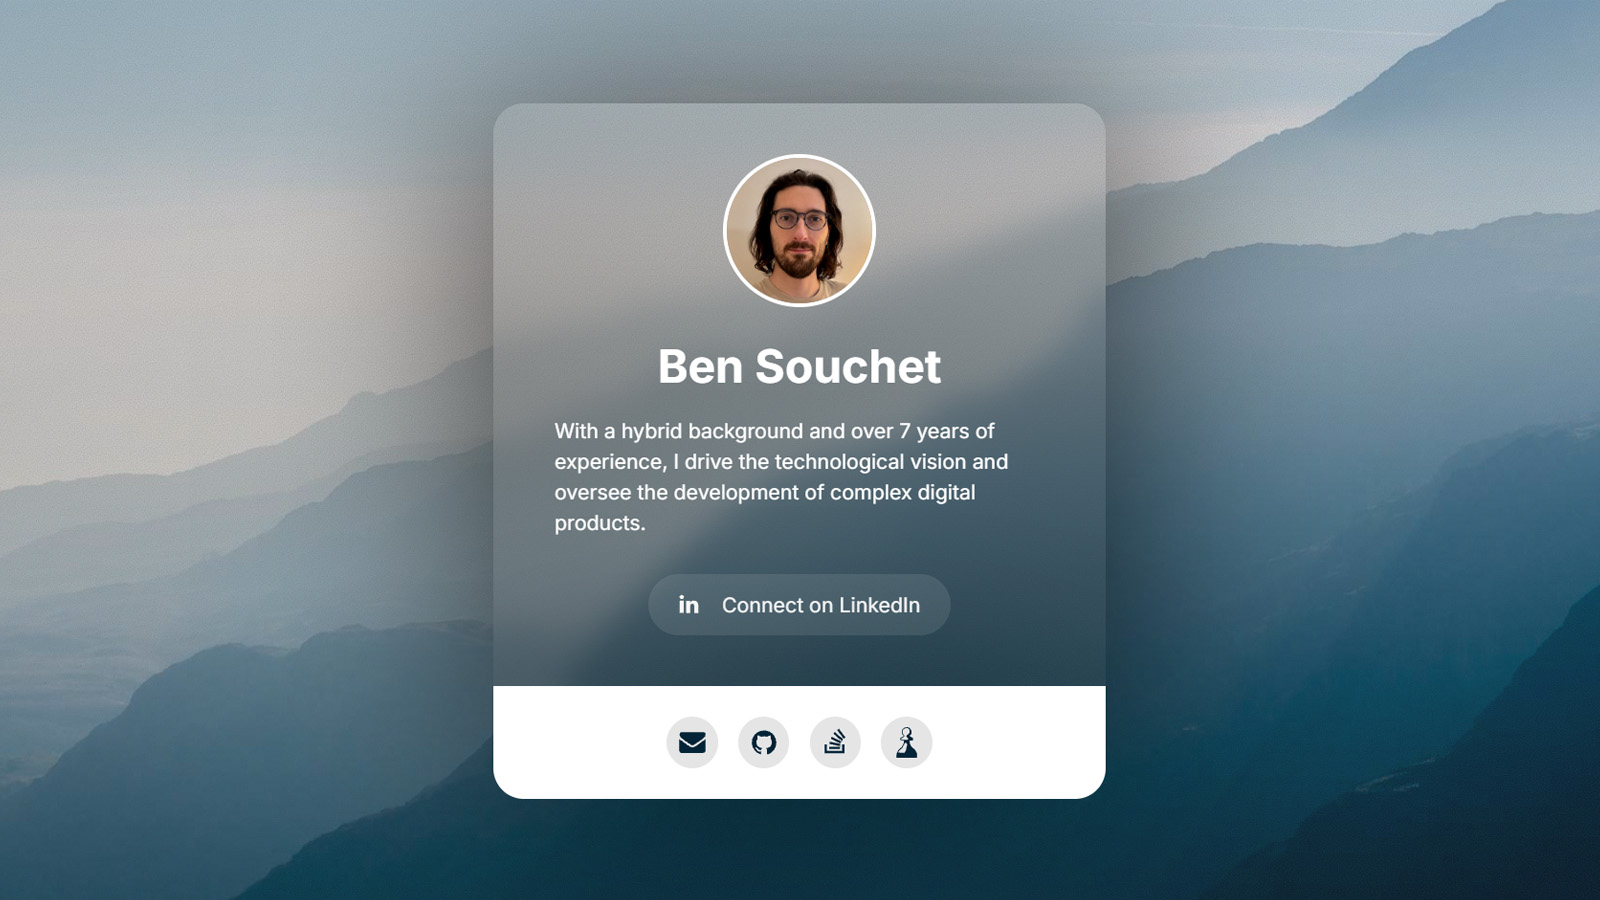 Ben Souchet
With a hybrid background and over 7 years of
experience, I drive the technological vision and
oversee the development of complex digital
products.
in Connect on LinkedIn